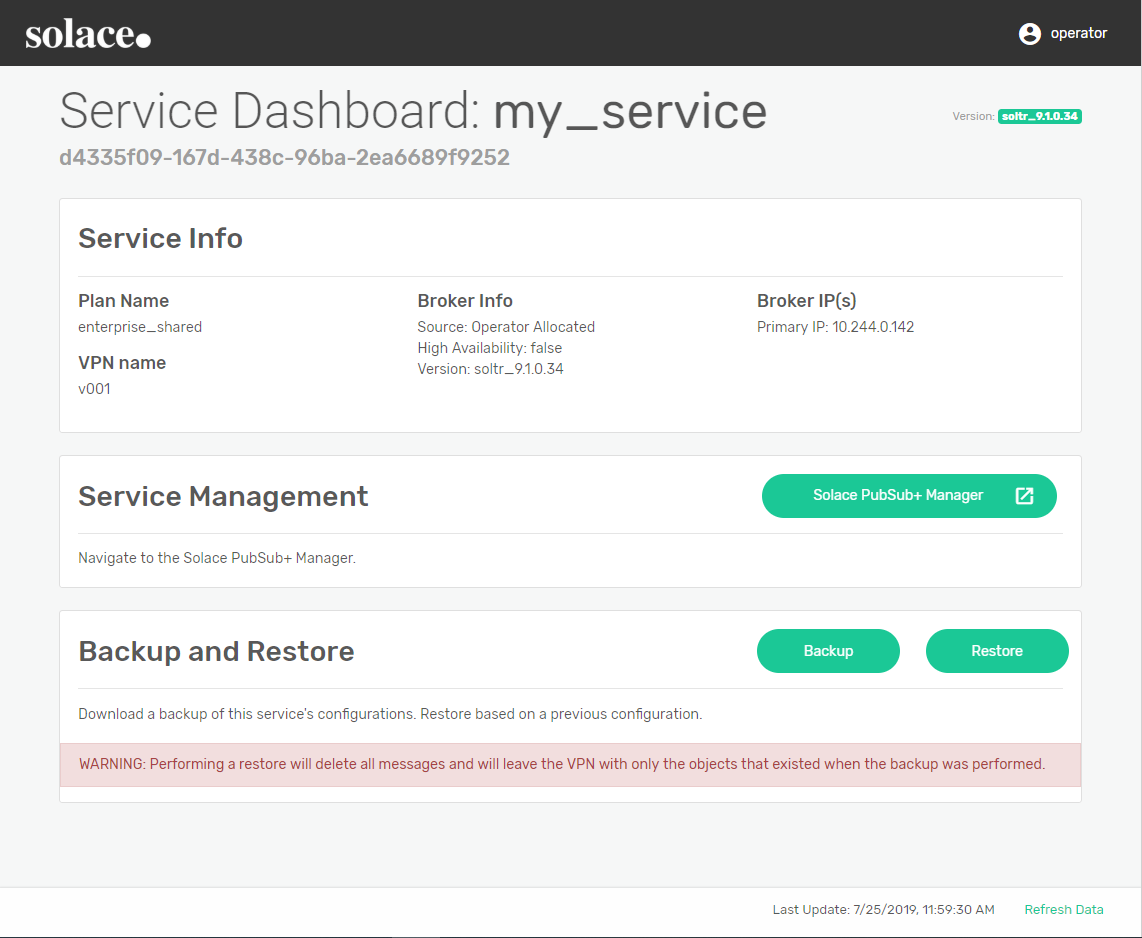 solace.
operator
Service Dashboard: my_service
Version: soltr_9.1.0.34
d4335f09-167d-438c-96ba-2ea6689f9252
Service Info
Plan Name
enterprise_shared
VPN name
v001
Broker Info
Source: Operator Allocated
High Availability: false
Version: soltr_9.1.0.34
Broker IP(s)
Primary IP: 10.244.0.142
Service Management
Solace PubSub+ Manager
Navigate to the Solace PubSub+ Manager.
Backup and Restore
Backup
Restore
Download a backup of this service's configurations. Restore based on a previous configuration.
WARNING: Performing a restore will delete all messages and will leave the VPN with only the objects that existed when the backup was performed.
Last Update: 7/25/2019, 11:59:30 AM
Refresh Data